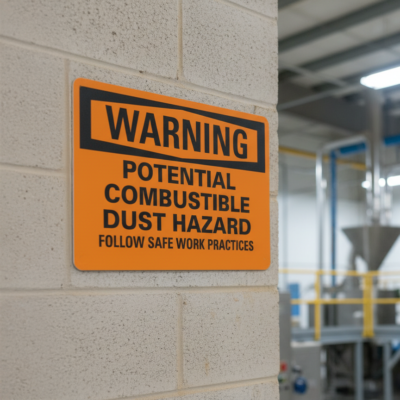 WARNING
POTENTIAL
COMBUSTIBLE
DUST HAZARD
FOLLOW SAFE WORK PRACTICES